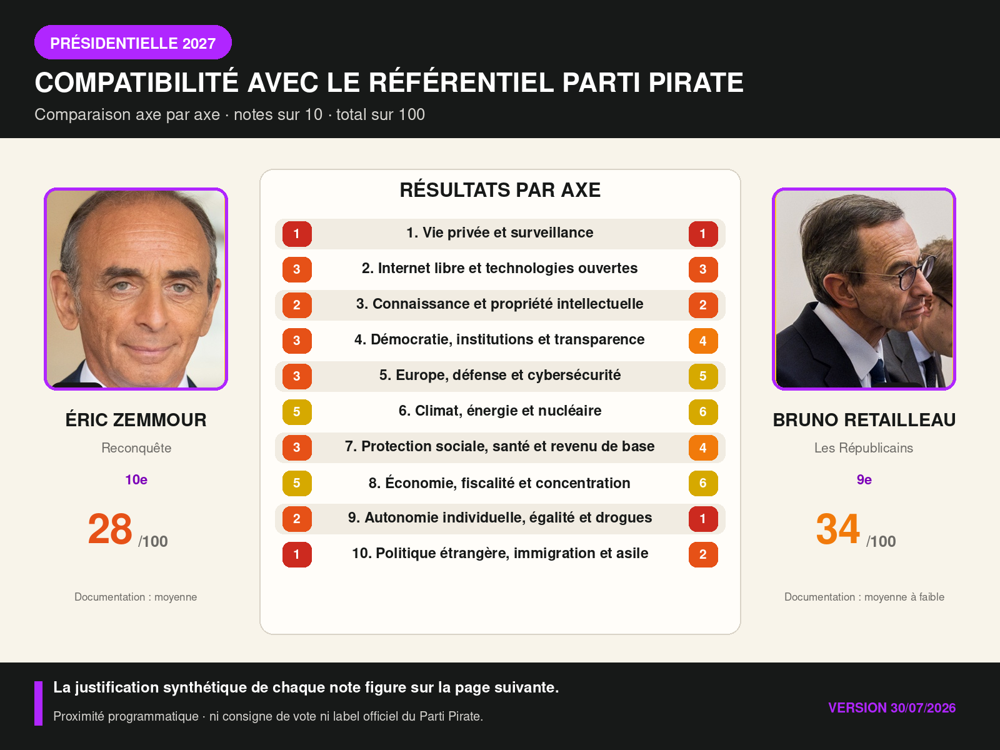 PRÉSIDENTIELLE 2027
COMPATIBILITÉ AVEC LE RÉFÉRENTIEL PARTI PIRATE
Comparaison axe par axe · notes sur 10 · total sur 100
RÉSULTATS PAR AXE
1 1. Vie privée et surveillance 1
3 2. Internet libre et technologies ouvertes 3
2 3. Connaissance et propriété intellectuelle 2
3 4. Démocratie, institutions et transparence 4
3 5. Europe, défense et cybersécurité 5
5 6. Climat, énergie et nucléaire 6
3 7. Protection sociale, santé et revenu de base 4
5 8. Économie, fiscalité et concentration 6
2 9. Autonomie individuelle, égalité et drogues 1
1 10. Politique étrangère, immigration et asile 2
ÉRIC ZEMMOUR
Reconquête
10e
28 /100
Documentation : moyenne
BRUNO RETAILLEAU
Les Républicains
9e
34 /100
Documentation : moyenne à faible
La justification synthétique de chaque note figure sur la page suivante.
Proximité programmatique · ni consigne de vote ni label officiel du Parti Pirate.
VERSION 30/07/2026